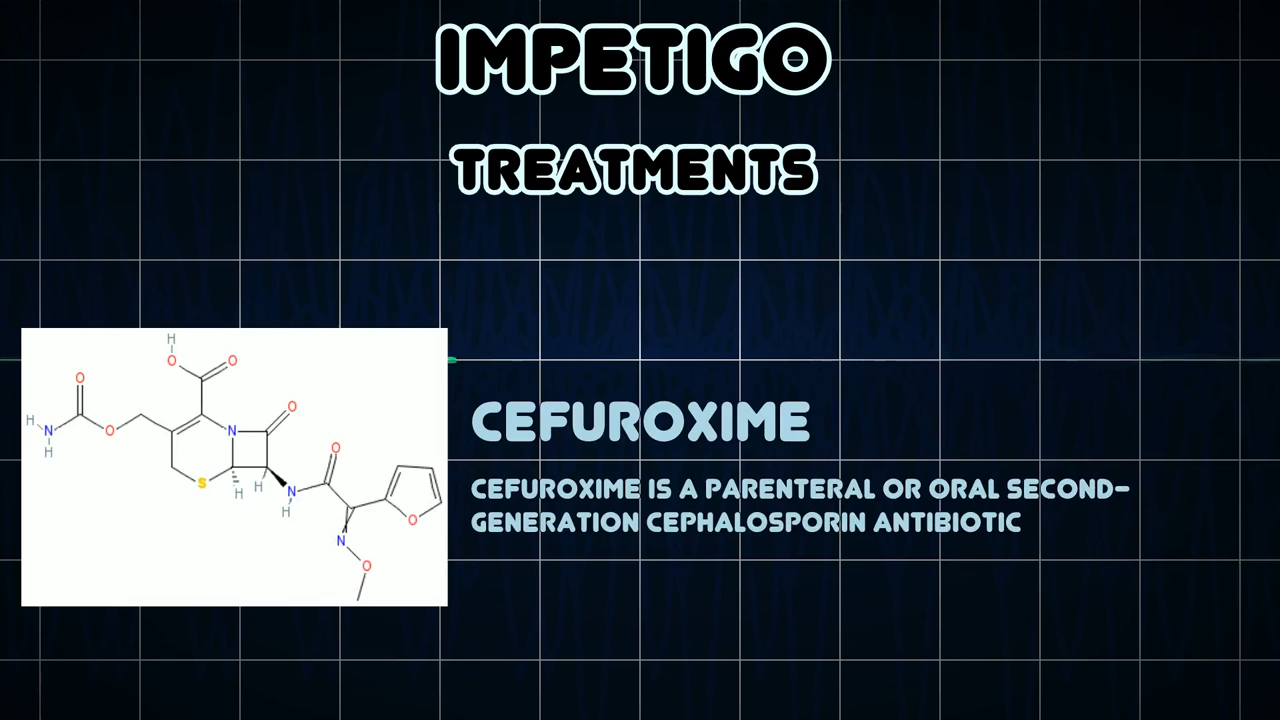 IMPETIGO
TREATMENTS
H
O O
O
H
N O N O
H
O
S H H N
H
O
N
O
CEFUROXIME
CEFUROXIME IS A PARENTERAL OR ORAL SECOND-
GENERATION CEPHALOSPORIN ANTIBIOTIC